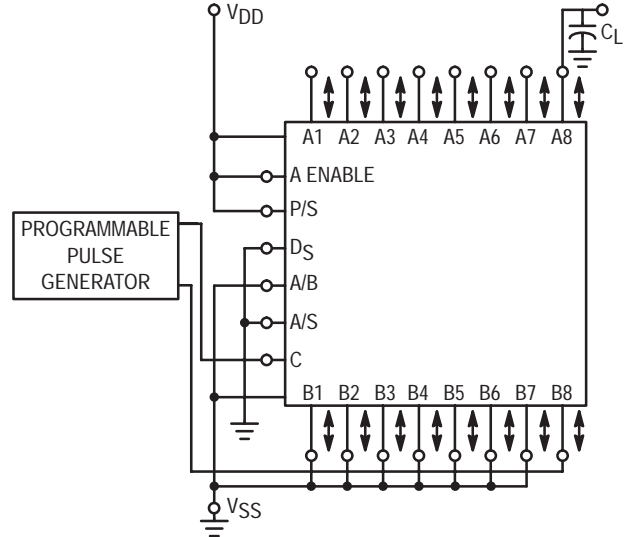 VDD
CL
A1 A2 A3 A4 A5 A6 A7 A8
A ENABLE
P/S
DS
A/B
A/S
C
PROGRAMMABLE
PULSE
GENERATOR
B1 B2 B3 B4 B5 B6 B7 B8
VSS